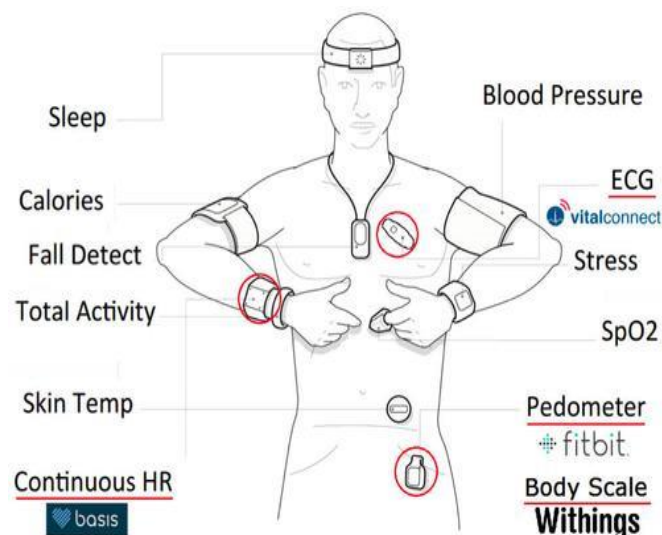 Sleep
Blood Pressure
Calories
ECG
vitalconnect
Fall Detect
Stress
Total Activity
SpO2
Skin Temp
Pedometer
fitbit.
Continuous HR
basis
Body Scale
Withings